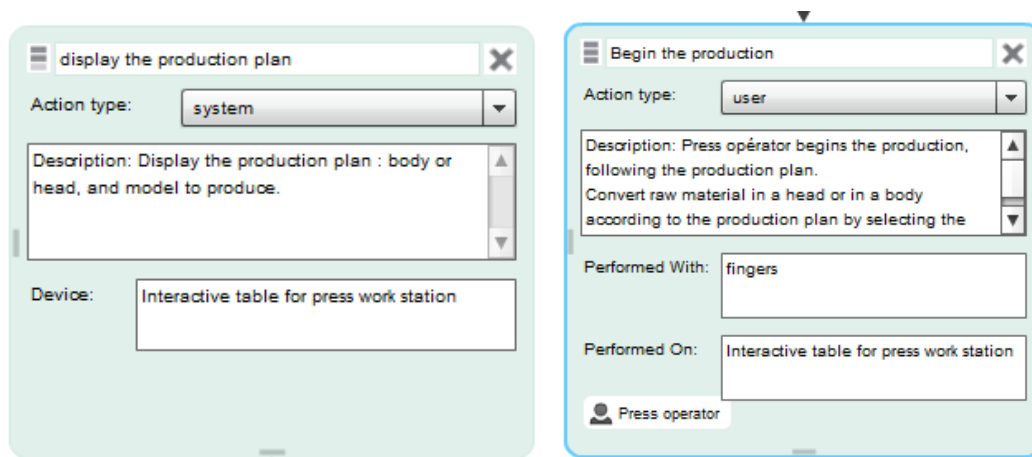 display the production plan
Action type:
system
Description: Display the production plan : body or
head, and model to produce.
Device:
Interactive table for press work station
Begin the production
Action type:
user
Description: Press opérator begins the production,
following the production plan.
Convert raw material in a head or in a body
according to the production plan by selecting the
Performed With:
fingers
Performed On:
Interactive table for press work station
Press operator